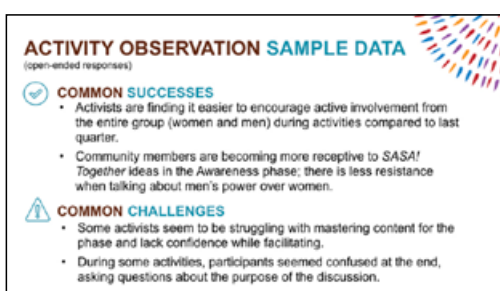 ACTIVITY OBSERVATION SAMPLE DATA
(open-ended responses)
COMMON SUCCESSES
• Activists are finding it easier to encourage active involvement from
the entire group (women and men) during activities compared to last
quarter.
• Community members are becoming more receptive to SASA!
Together ideas in the Awareness phase; there is less resistance
when talking about men's power over women.
COMMON CHALLENGES
• Some activists seem to be struggling with mastering content for the
phase and lack confidence while facilitating.
• During some activities, participants seemed confused at the end,
asking questions about the purpose of the discussion.